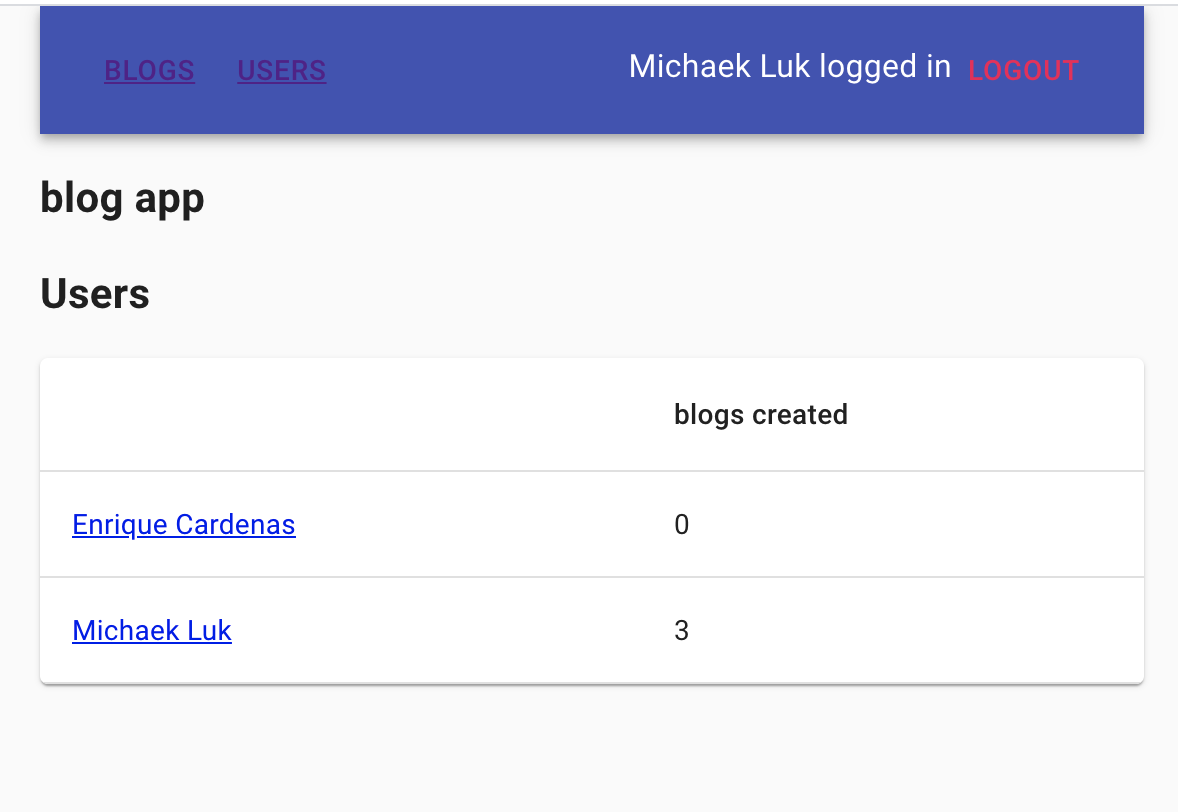 BLOGS USERS Michaek Luk logged in LOGOUT
blog app
Users
blogs created
Enrique Cardenas 0
Michaek Luk 3